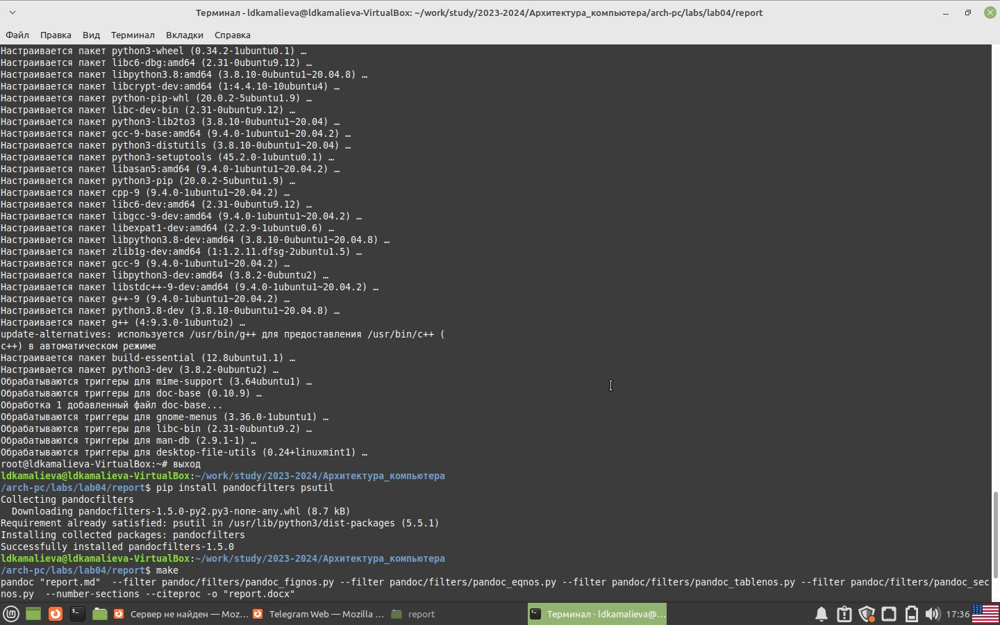 Терминал - ldkamalieva@ldkamalieva-VirtualBox: ~/work/study/2023-2024/Архитектура_компьютера/arch-pc/labs/lab04/report
Файл Правка Вид Терминал Вкладки Справка
Настраивается пакет python3-wheel (0.34.2-1ubuntu0.1) …
Настраивается пакет libc6-dbg:amd64 (2.31-0ubuntu9.12) …
Настраивается пакет libpython3.8:amd64 (3.8.10-0ubuntu1~20.04.8) …
Настраивается пакет libcrypt-dev:amd64 (1:4.4.10-10ubuntu4) …
Настраивается пакет python-pip-whl (20.0.2-5ubuntu1.9) …
Настраивается пакет libc-dev-bin (2.31-0ubuntu9.12) …
Настраивается пакет python3-lib2to3 (3.8.10-0ubuntu1~20.04) …
Настраивается пакет gcc-9-base:amd64 (9.4.0-1ubuntu1~20.04.2) …
Настраивается пакет python3-distutils (3.8.10-0ubuntu1~20.04) …
Настраивается пакет python3-setuptools (45.2.0-1ubuntu0.1) …
Настраивается пакет libasan5:amd64 (9.4.0-1ubuntu1~20.04.2) …
Настраивается пакет python3-pip (20.0.2-5ubuntu1.9) …
Настраивается пакет cpp-9 (9.4.0-1ubuntu1~20.04.2) …
Настраивается пакет libc6-dev:amd64 (2.31-0ubuntu9.12) …
Настраивается пакет libgcc-9-dev:amd64 (9.4.0-1ubuntu1~20.04.2) …
Настраивается пакет libexpat1-dev:amd64 (2.2.9-1ubuntu0.6) …
Настраивается пакет libpython3.8-dev:amd64 (3.8.10-0ubuntu1~20.04.8) …
Настраивается пакет zlib1g-dev:amd64 (1:1.2.11.dfsg-2ubuntu1.5) …
Настраивается пакет gcc-9 (9.4.0-1ubuntu1~20.04.2) …
Настраивается пакет libpython3-dev:amd64 (3.8.2-0ubuntu2) …
Настраивается пакет libstdc++-9-dev:amd64 (9.4.0-1ubuntu1~20.04.2) …
Настраивается пакет g++-9 (9.4.0-1ubuntu1~20.04.2) …
Настраивается пакет python3.8-dev (3.8.10-0ubuntu1~20.04.8) …
Настраивается пакет g++ (4:9.3.0-1ubuntu2) …
update-alternatives: используется /usr/bin/g++ для предоставления /usr/bin/c++ (
c++) в автоматическом режиме
Настраивается пакет build-essential (12.8ubuntu1.1) …
Настраивается пакет python3-dev (3.8.2-0ubuntu2) …
Обрабатываются триггеры для mime-support (3.64ubuntu1) …
Обрабатываются триггеры для doc-base (0.10.9) …
Обработка 1 добавленный файл doc-base...
Обрабатываются триггеры для gnome-menus (3.36.0-1ubuntu1) …
Обрабатываются триггеры для libc-bin (2.31-0ubuntu9.2) …
Обрабатываются триггеры для man-db (2.9.1-1) …
Обрабатываются триггеры для desktop-file-utils (0.24+linuxmint1) …
root@ldkamalieva-VirtualBox:~# выход
ldkamalieva@ldkamalieva-VirtualBox:~/work/study/2023-2024/Архитектура_компьютера
/arch-pc/labs/lab04/report$ pip install pandocfilters psutil
Collecting pandocfilters
  Downloading pandocfilters-1.5.0-py2.py3-none-any.whl (8.7 kB)
Requirement already satisfied: psutil in /usr/lib/python3/dist-packages (5.5.1)
Installing collected packages: pandocfilters
Successfully installed pandocfilters-1.5.0
ldkamalieva@ldkamalieva-VirtualBox:~/work/study/2023-2024/Архитектура_компьютера
/arch-pc/labs/lab04/report$ make
pandoc "report.md"  --filter pandoc/filters/pandoc_fignos.py --filter pandoc/filters/pandoc_eqnos.py --filter pandoc/filters/pandoc_tablenos.py --filter pandoc/filters/pandoc_sec
nos.py  --number-sections --citeproc -o "report.docx"
Сервер не найден — Moz... Telegram Web — Mozilla ... report Терминал - ldkamalieva@... 17:36